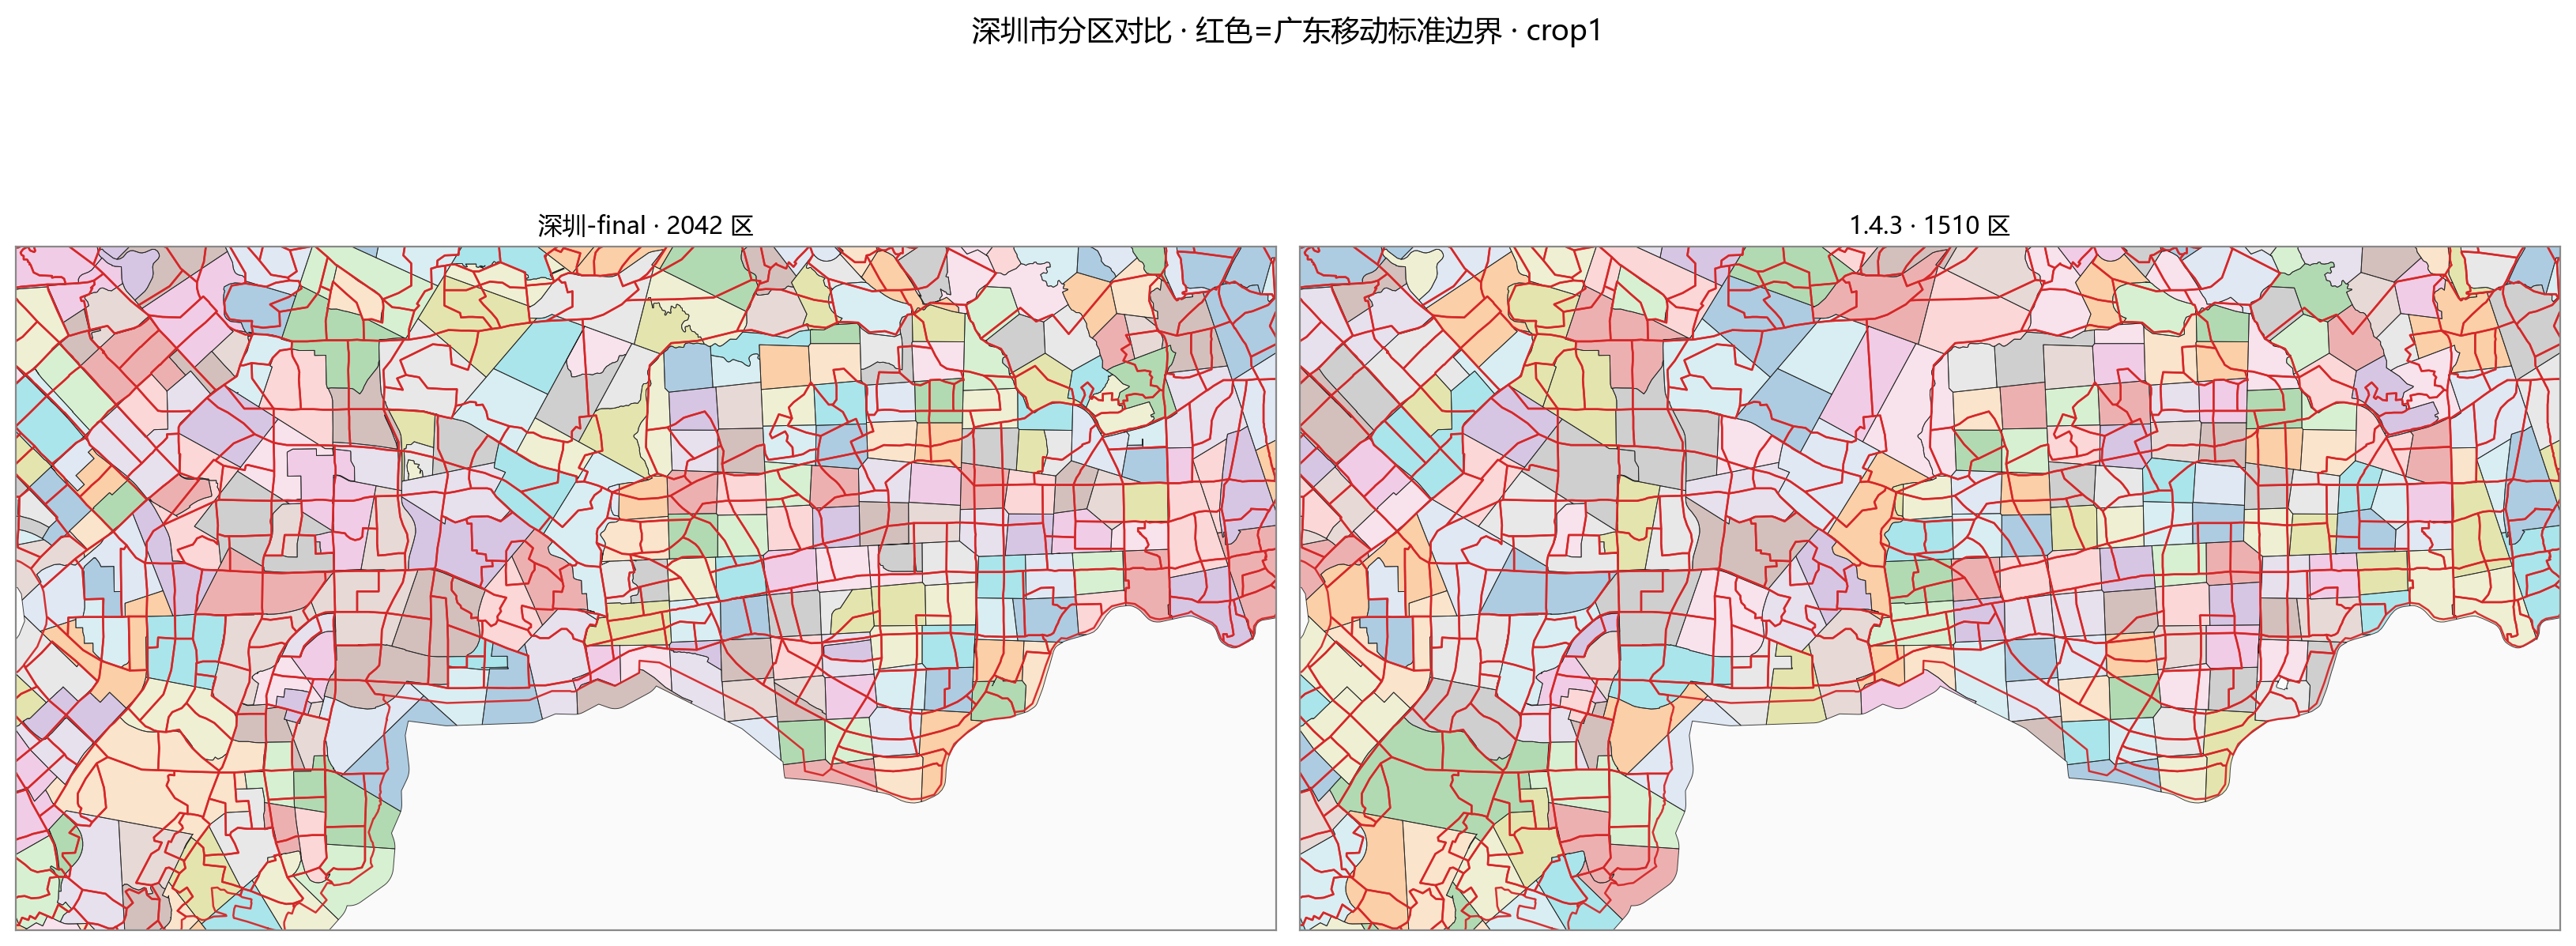 深圳市分区对比 · 红色=广东移动标准边界 · crop1
深圳-final · 2042 区
1.4.3 · 1510 区